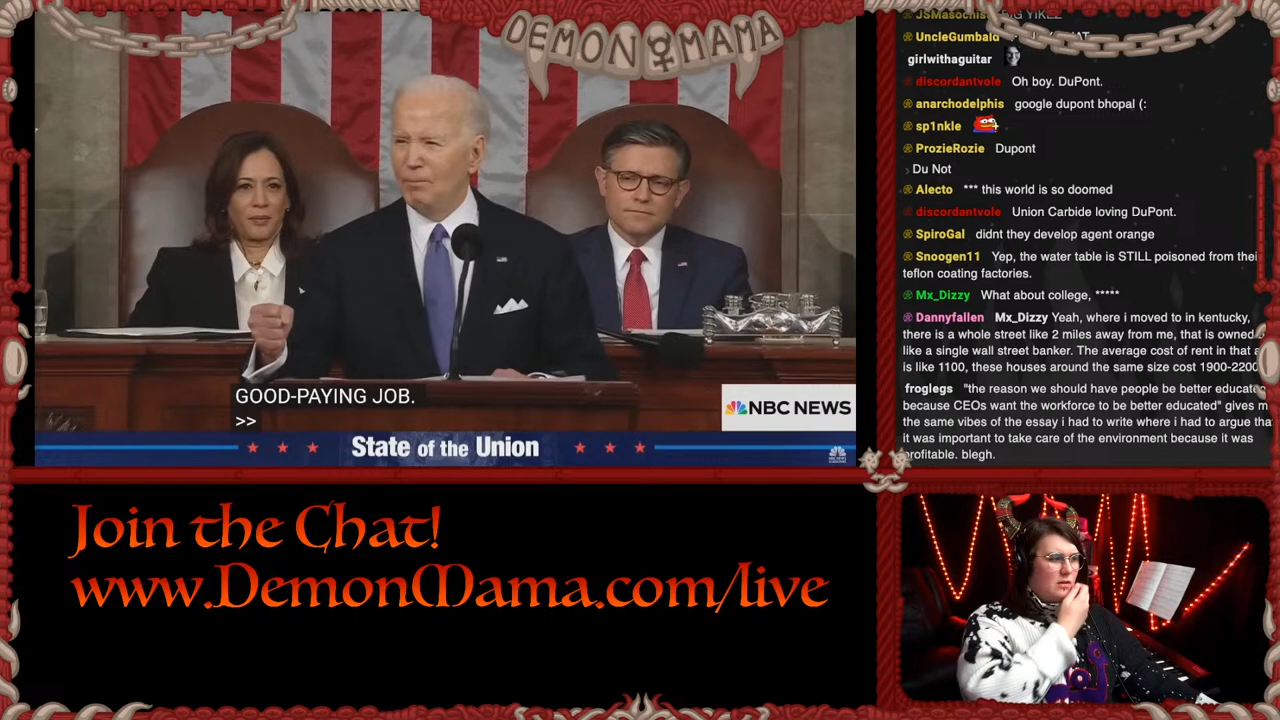 DEMON MAMA
GOOD-PAYING JOB.
>>
NBC NEWS
State of the Union
Join the Chat!
www.DemonMama.com/live
JSMasochist BIG YIKEZ
UncleGumbald
girlwithaguitar
discordantvole Oh boy. DuPont.
anarchodelphis google dupont bhopal (:
sp1nkle
ProzieRozie Dupont
› Du Not
Alecto *** this world is so doomed
discordantvole Union Carbide loving DuPont.
SpiroGal didnt they develop agent orange
Snoogen11 Yep, the water table is STILL poisoned from their
teflon coating factories.
Mx_Dizzy What about college, *****
Dannyfallen Mx_Dizzy Yeah, where i moved to in kentucky,
there is a whole street like 2 miles away from me, that is owned
like a single wall street banker. The average cost of rent in that a
is like 1100, these houses around the same size cost 1900-2200
froglegs "the reason we should have people be better educate
because CEOs want the workforce to be better educated" gives m
the same vibes of the essay i had to write where i had to argue tha
it was important to take care of the environment because it was
profitable. blegh.